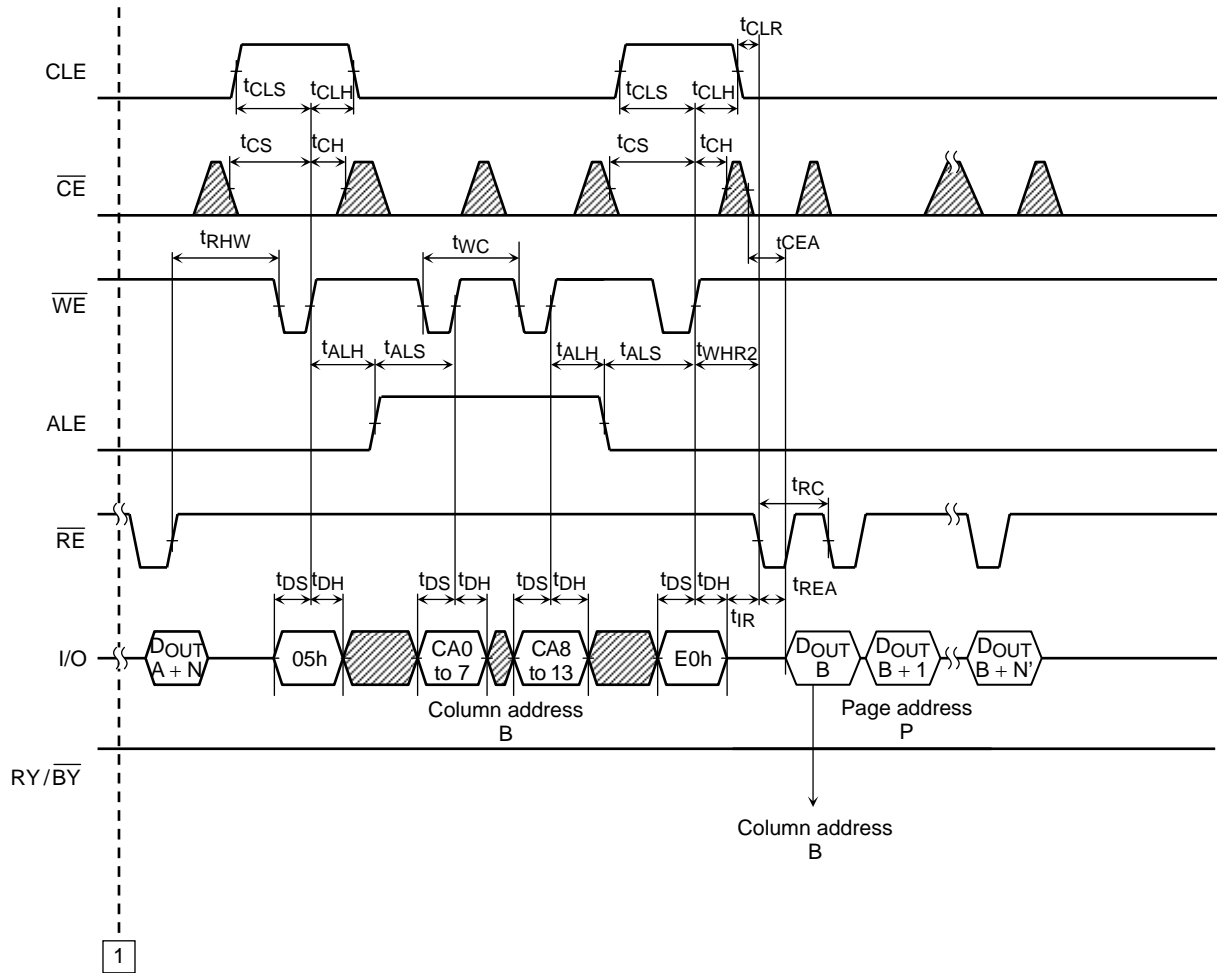 tCLR
CLE
tCLS tCLH tCLS tCLH
tCS tCH tCS tCH
CE
tRHW tWC tCEA
WE
tALH tALS tALH tALS tWHR2
ALE
tRC
RE
tDS tDH tDS tDH tDS tDH tDS tDH tREA
tIR
I/O
DOUT
A + N
05h
CA0
to 7
CA8
to 13
E0h
DOUT
B
DOUT
B + 1
DOUT
B + N’
Column address
B
Page address
P
RY/BY
Column address
B
1